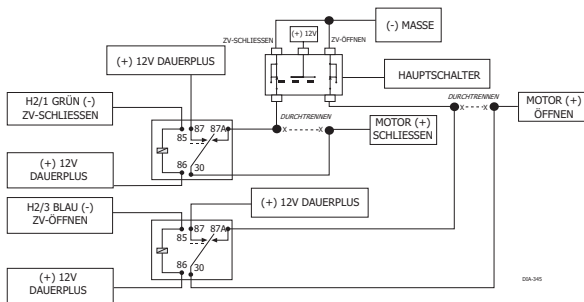 (-) MASSE
ZV-SCHLIESSEN
(+) 12V
ZV-ÖFFNEN
(+) 12V DAUERPLUS
HAUPTSCHALTER
H2/1 GRÜN (-)
ZV-SCHLIESSEN
DURCHTRENNEN
MOTOR (+)
ÖFFNEN
DURCHTRENNEN
MOTOR (+)
SCHLIESSEN
x x
x x
87 87A
85
86
30
(+) 12V
DAUERPLUS
H2/3 BLAU (-)
ZV-ÖFFNEN
(+) 12V DAUERPLUS
87 87A
85
86
30
(+) 12V
DAUERPLUS
DIA-345